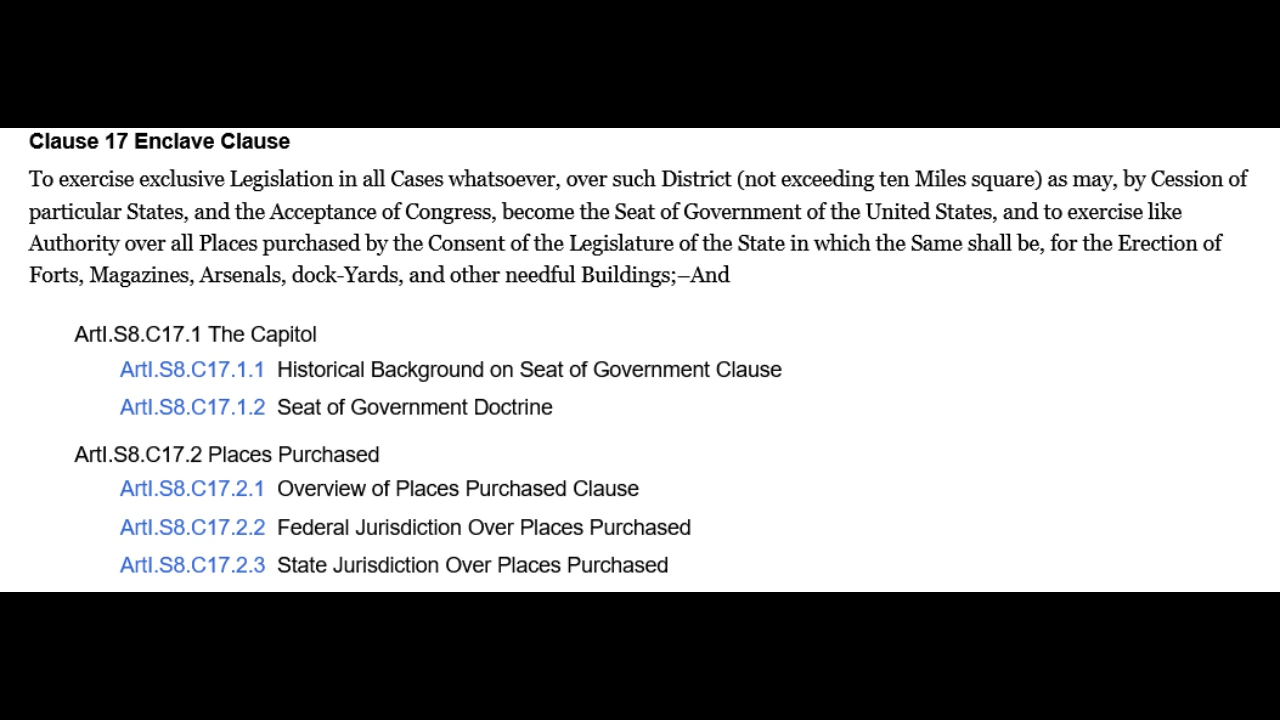 Clause 17 Enclave Clause
To exercise exclusive Legislation in all Cases whatsoever, over such District (not exceeding ten Miles square) as may, by Cession of
particular States, and the Acceptance of Congress, become the Seat of Government of the United States, and to exercise like
Authority over all Places purchased by the Consent of the Legislature of the State in which the Same shall be, for the Erection of
Forts, Magazines, Arsenals, dock-Yards, and other needful Buildings;–And
ArtI.S8.C17.1 The Capitol
ArtI.S8.C17.1.1 Historical Background on Seat of Government Clause
ArtI.S8.C17.1.2 Seat of Government Doctrine
ArtI.S8.C17.2 Places Purchased
ArtI.S8.C17.2.1 Overview of Places Purchased Clause
ArtI.S8.C17.2.2 Federal Jurisdiction Over Places Purchased
ArtI.S8.C17.2.3 State Jurisdiction Over Places Purchased